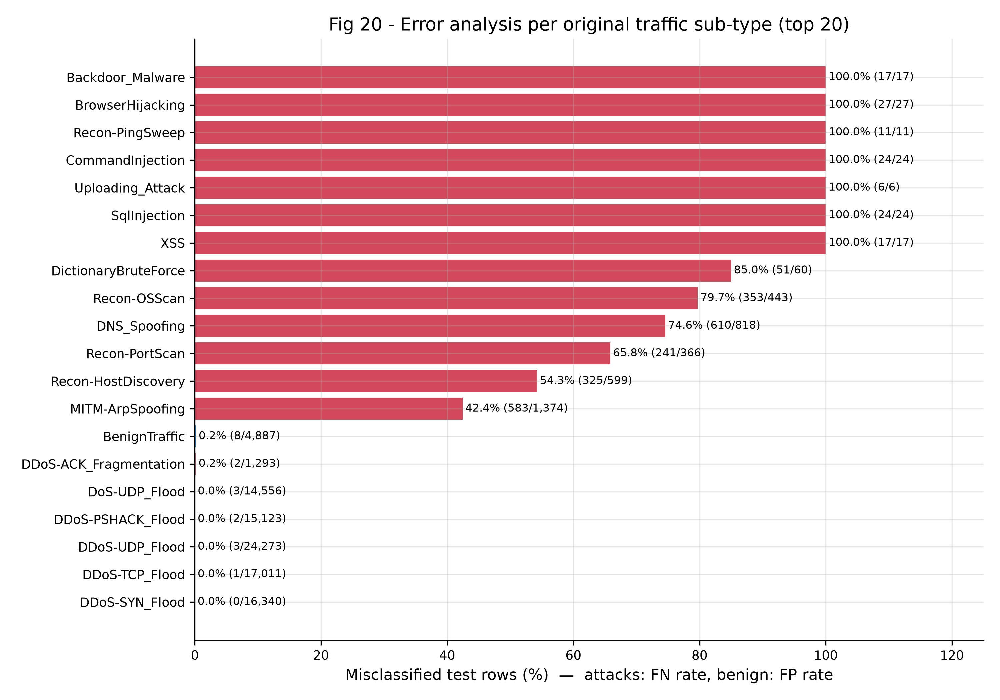 Fig 20 - Error analysis per original traffic sub-type (top 20)
Backdoor_Malware 100.0% (17/17)
BrowserHijacking 100.0% (27/27)
Recon-PingSweep 100.0% (11/11)
CommandInjection 100.0% (24/24)
Uploading_Attack 100.0% (6/6)
SqlInjection 100.0% (24/24)
XSS 100.0% (17/17)
DictionaryBruteForce 85.0% (51/60)
Recon-OSScan 79.7% (353/443)
DNS_Spoofing 74.6% (610/818)
Recon-PortScan 65.8% (241/366)
Recon-HostDiscovery 54.3% (325/599)
MITM-ArpSpoofing 42.4% (583/1,374)
BenignTraffic 0.2% (8/4,887)
DDoS-ACK_Fragmentation 0.2% (2/1,293)
DoS-UDP_Flood 0.0% (3/14,556)
DDoS-PSHACK_Flood 0.0% (2/15,123)
DDoS-UDP_Flood 0.0% (3/24,273)
DDoS-TCP_Flood 0.0% (1/17,011)
DDoS-SYN_Flood 0.0% (0/16,340)
0 20 40 60 80 100 120
Misclassified test rows (%) — attacks: FN rate, benign: FP rate